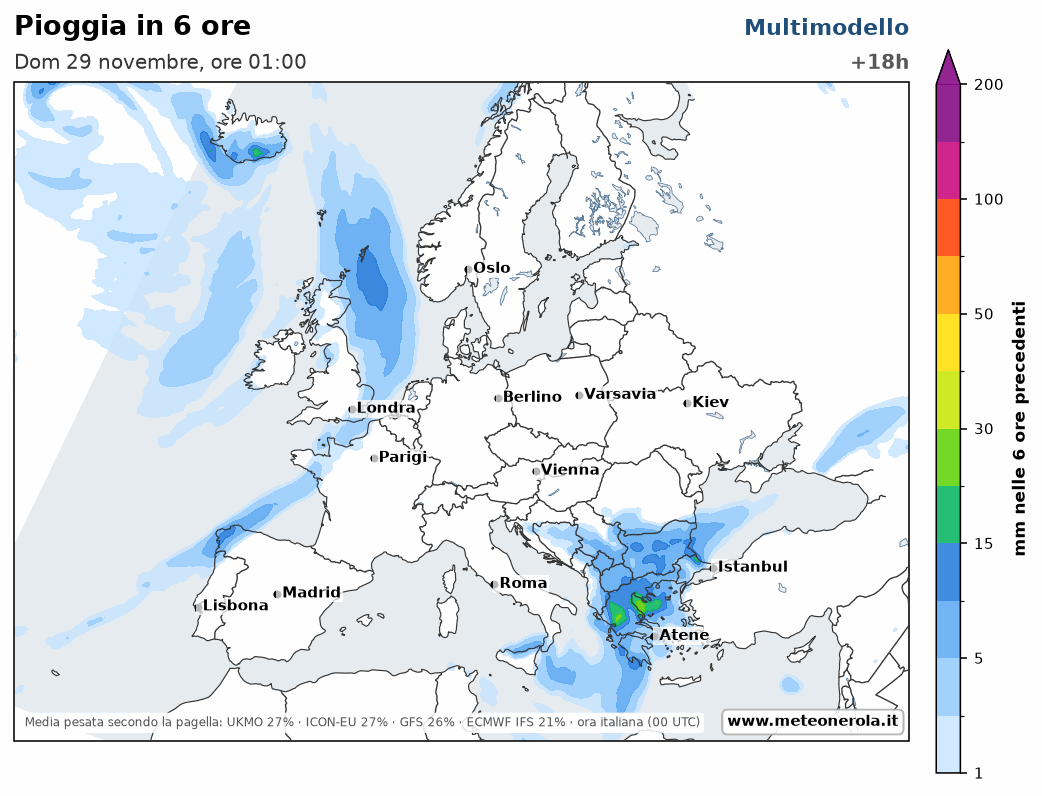 Pioggia in 6 ore
Multimodello
Dom 29 novembre, ore 01:00
+18h
200
100
50
30
15
5
1
mm nelle 6 ore precedenti
Oslo
Berlino
Varsavia
Kiev
Londra
Parigi
Vienna
Istanbul
Roma
Madrid
Lisbona
Atene
Media pesata secondo la pagella: UKMO 27% · ICON-EU 27% · GFS 26% · ECMWF IFS 21% · ora italiana (00 UTC)
www.meteonerola.it